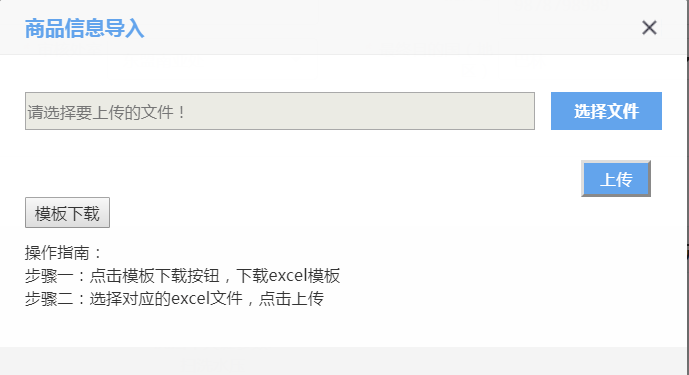 商品信息导入
请选择要上传的文件！
选择文件
上传
模板下载
操作指南：
步骤一：点击模板下载按钮，下载excel模板
步骤二：选择对应的excel文件，点击上传